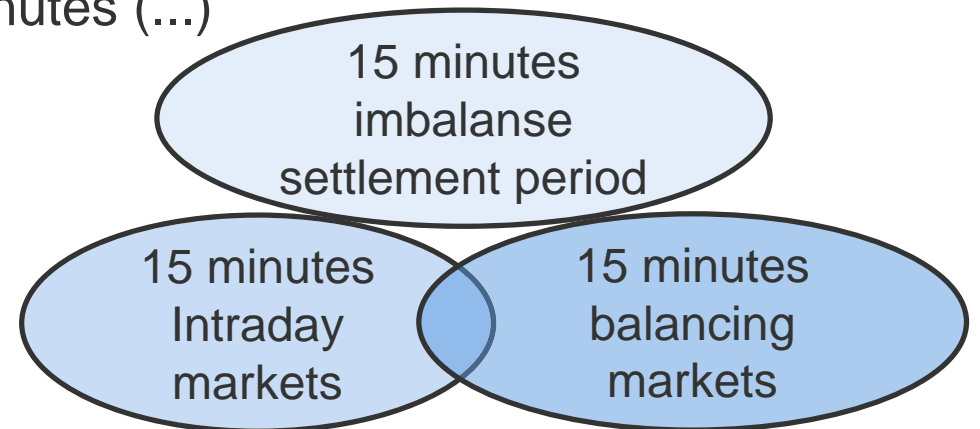 nutes (...)
15 minutes
imbalanse
settlement period
15 minutes
Intraday
markets
15 minutes
balancing
markets